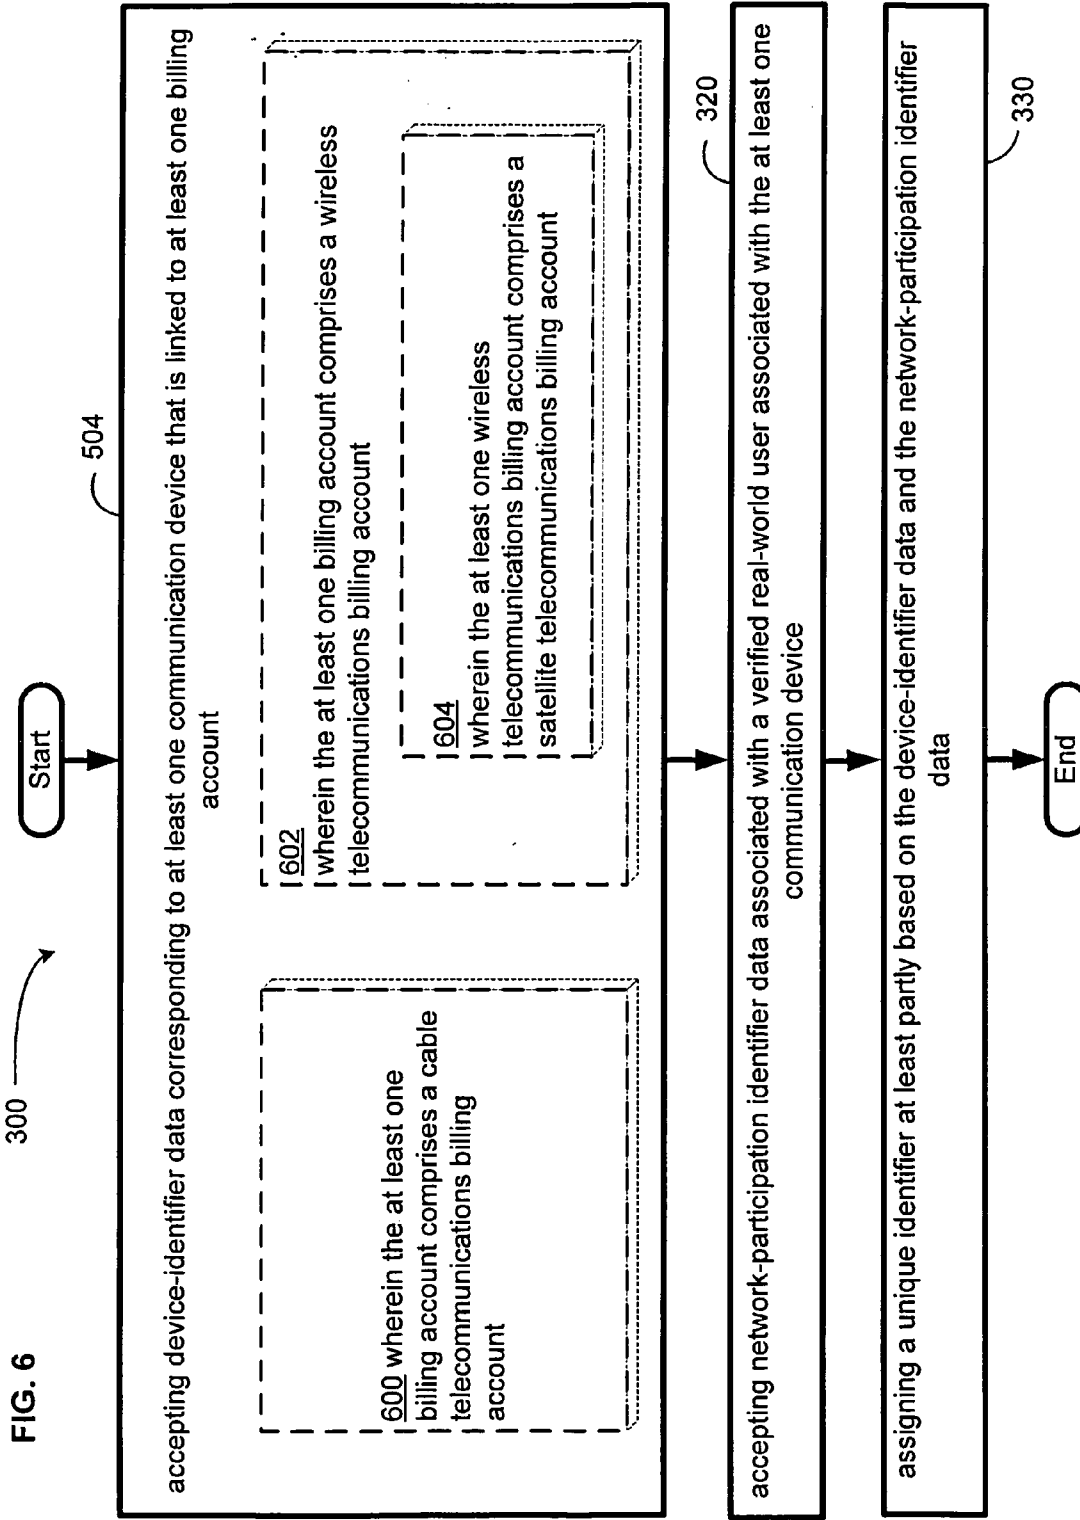 FIG. 6
300
Start
504
accepting device-identifier data corresponding to at least one communication device that is linked to at least one billing
account
600 wherein the at least one
billing account comprises a cable
telecommunications billing
account
602
wherein the at least one billing account comprises a wireless
telecommunications billing account
604
wherein the at least one wireless
telecommunications billing account comprises a
satellite telecommunications billing account
320
accepting network-participation identifier data associated with a verified real-world user associated with the at least one
communication device
330
assigning a unique identifier at least partly based on the device-identifier data and the network-participation identifier
data
End